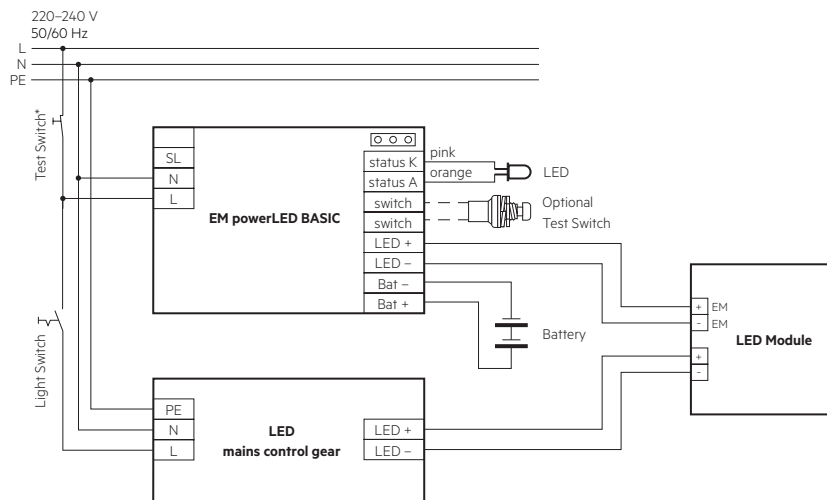 220–240 V
50/60 Hz
L
N
PE
Test Switch*
SL
N
L
EM powerLED BASIC
status K
status A
switch
switch
LED +
LED –
Bat –
Bat +
pink
orange
LED
Optional
Test Switch
Battery
+ EM
- EM
+
-
LED Module
Light Switch
PE
N
L
LED
mains control gear
LED +
LED –